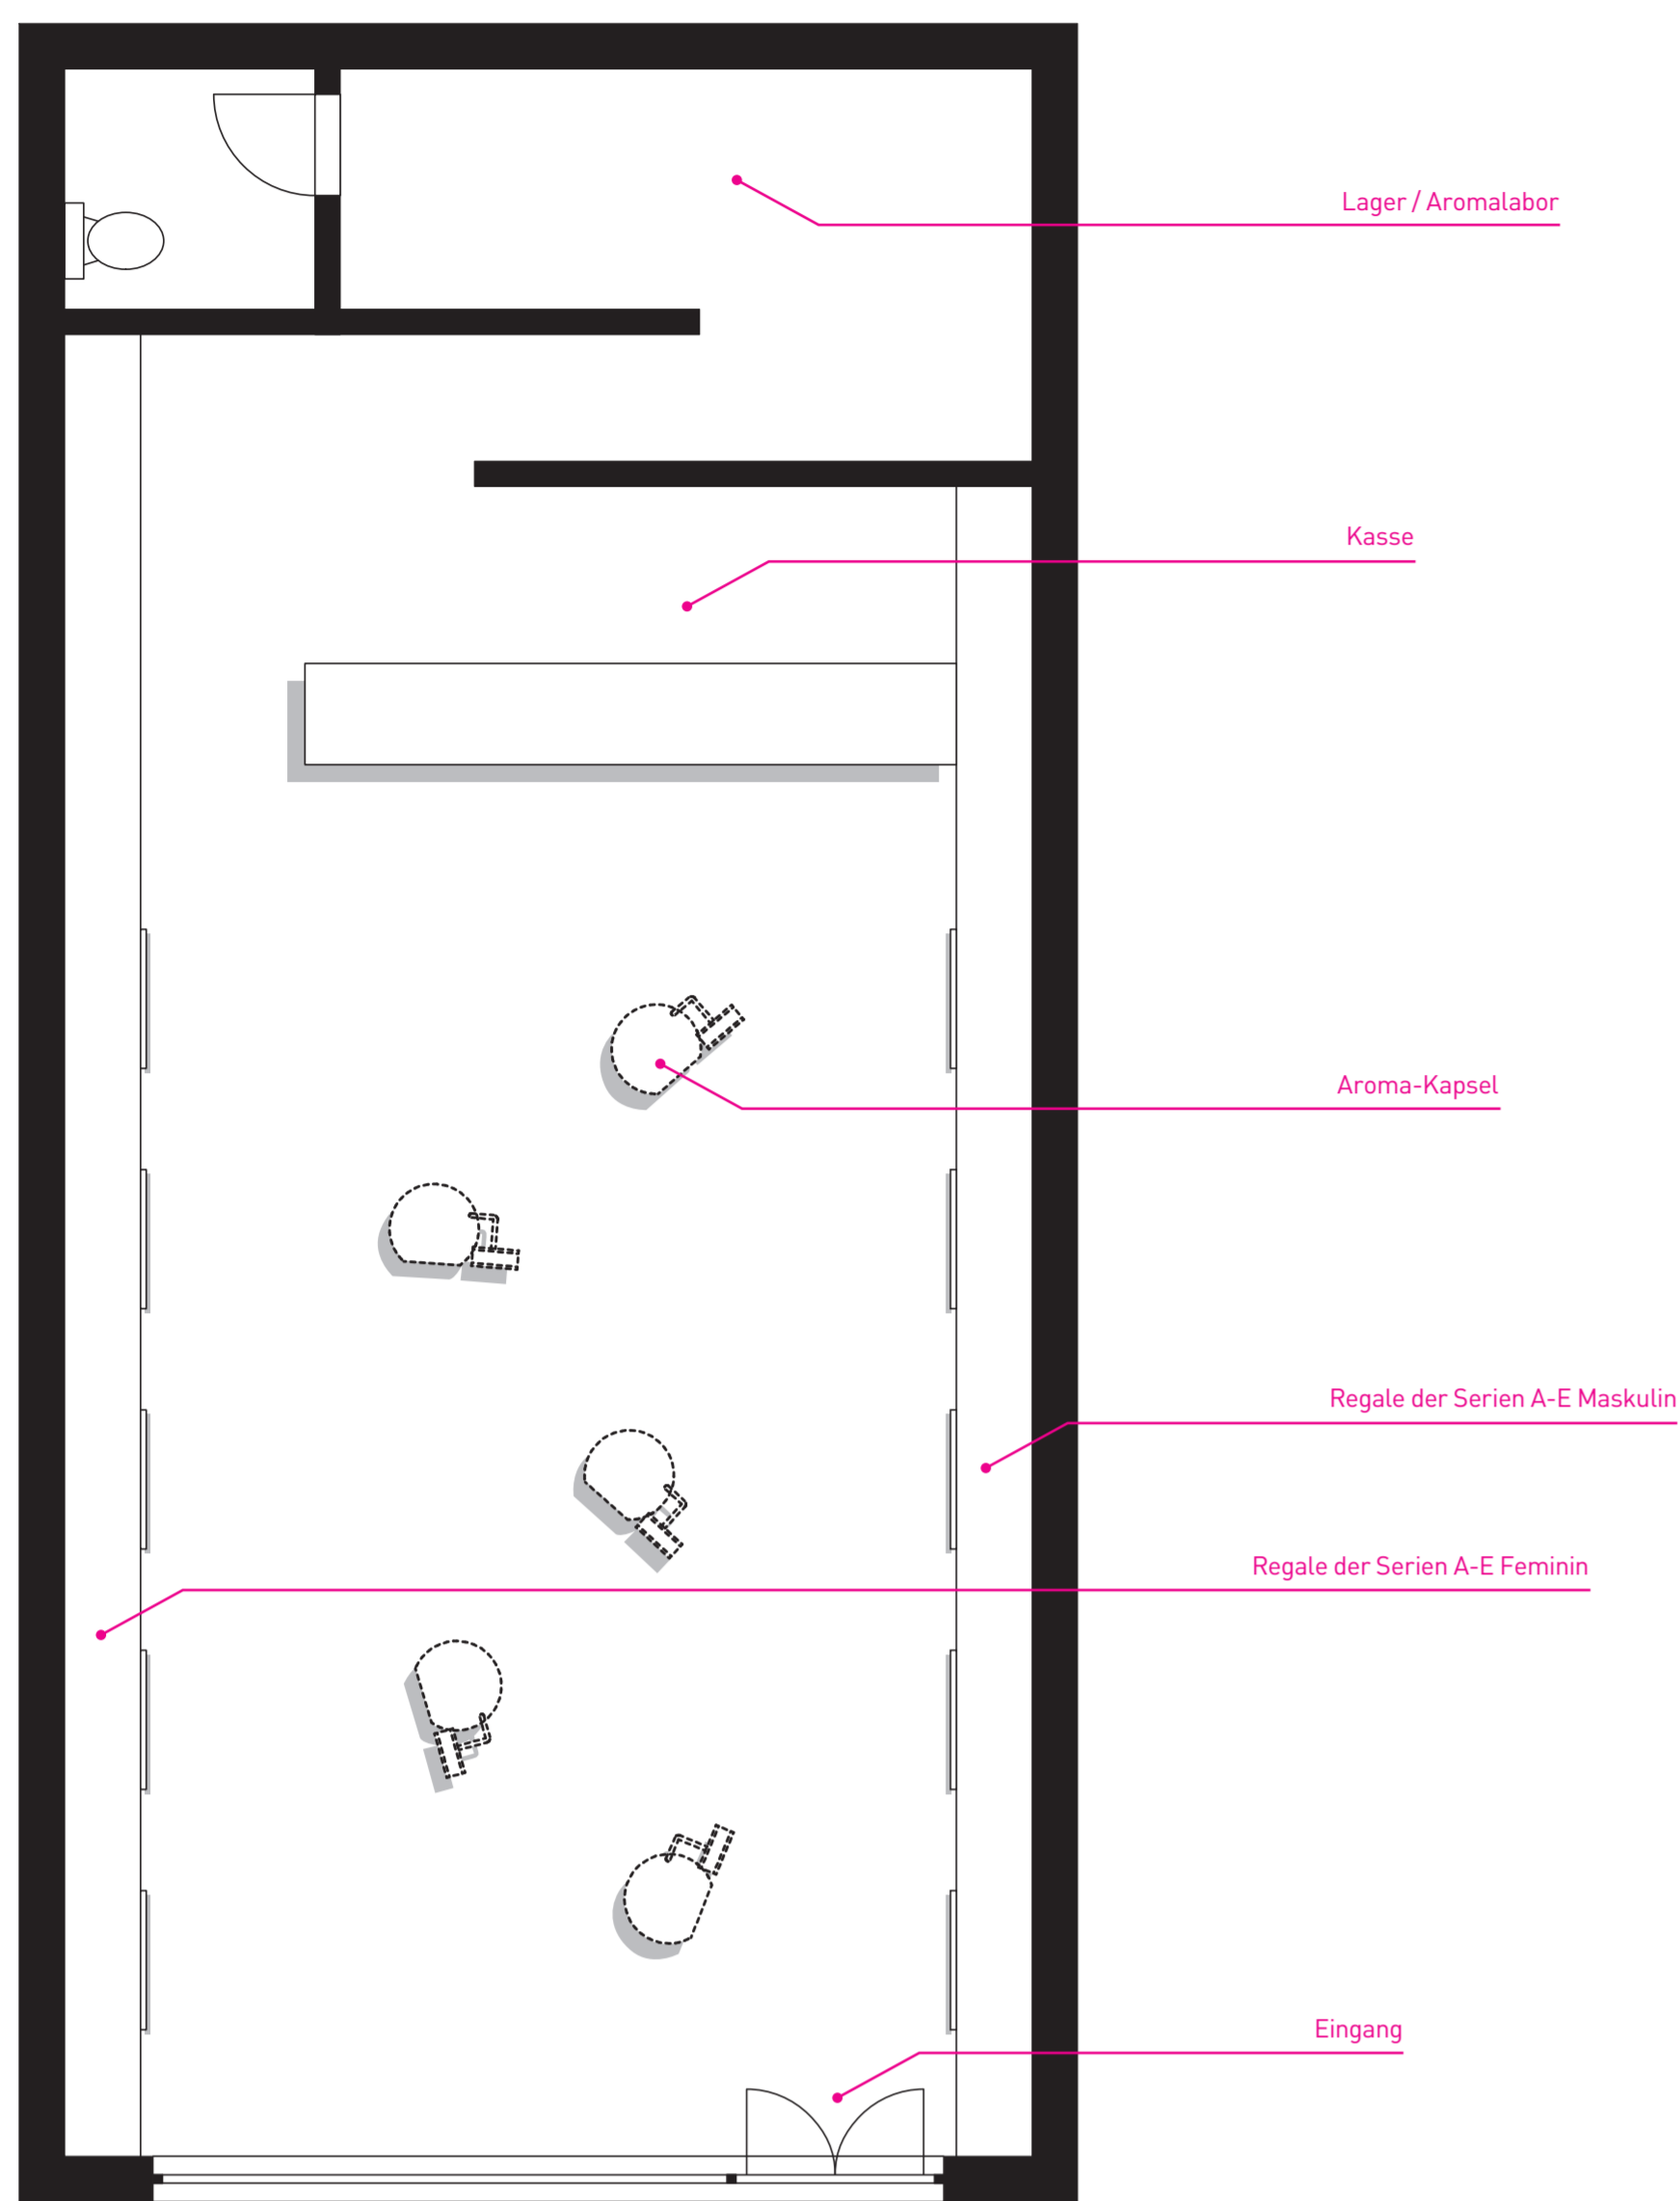 Lager / Aromalabor
Kasse
Aroma-Kapsel
Regale der Serien A-E Maskulin
Regale der Serien A-E Feminin
Eingang